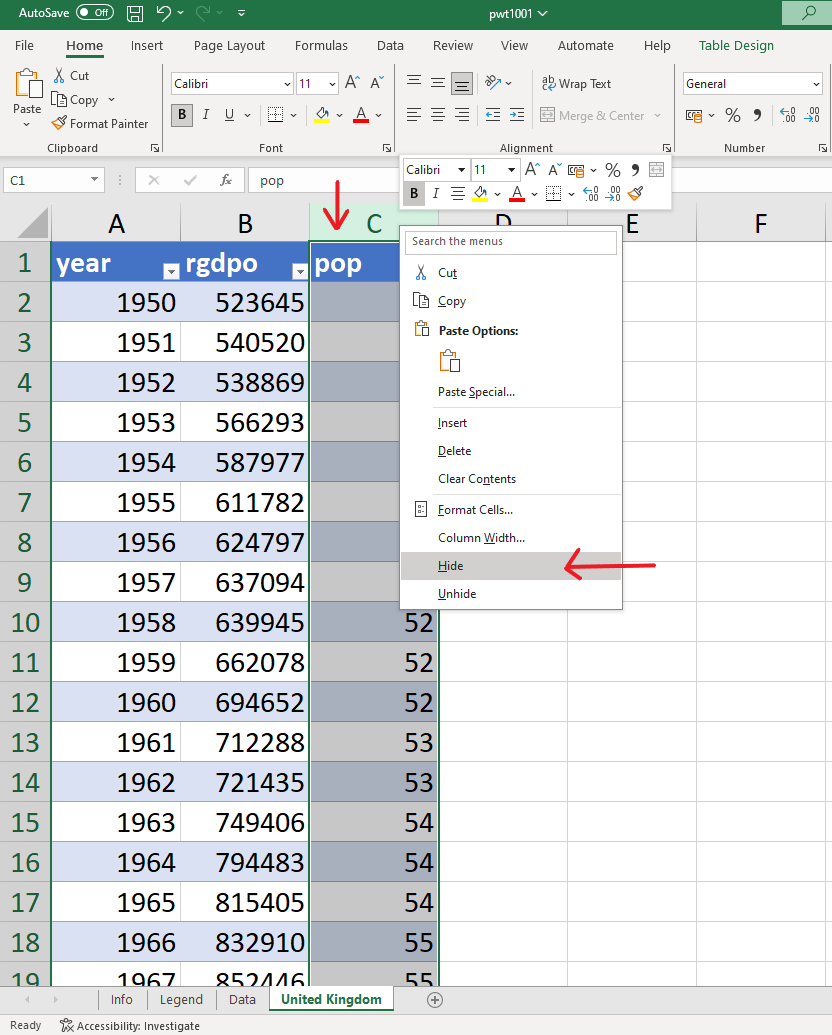 AutoSave Off pwt1001
File Home Insert Page Layout Formulas Data Review View Automate Help Table Design
Paste
Cut
Copy
Format Painter
Clipboard
Calibri 11 A A
B I U A
Font
ab Wrap Text
Merge & Center
Alignment
General
% 9
Number
C1 fx pop
Calibri 11 A A % 9
B I A
A B C D E F
1 year rgdpo pop
2 1950 523645
3 1951 540520
4 1952 538869
5 1953 566293
6 1954 587977
7 1955 611782
8 1956 624797
9 1957 637094
10 1958 639945 52
11 1959 662078 52
12 1960 694652 52
13 1961 712288 53
14 1962 721435 53
15 1963 749406 54
16 1964 794483 54
17 1965 815405 54
18 1966 832910 55
19 1967 852446 55
Search the menus
Cut
Copy
Paste Options:
Paste Special...
Insert
Delete
Clear Contents
Format Cells...
Column Width...
Hide
Unhide
Info Legend Data United Kingdom
Ready Accessibility: Investigate